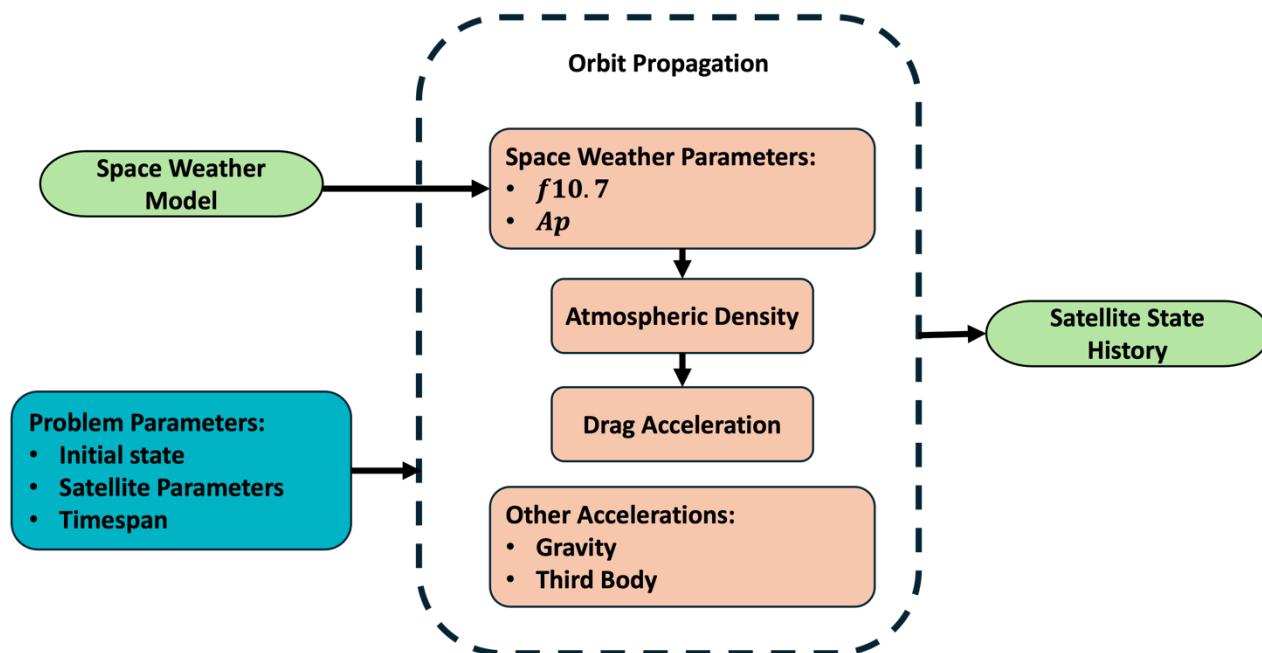 Orbit Propagation
Space Weather
Model
Space Weather Parameters:
• f10.7
• Ap
Atmospheric Density
Drag Acceleration
Other Accelerations:
• Gravity
• Third Body
Problem Parameters:
• Initial state
• Satellite Parameters
• Timespan
Satellite State
History